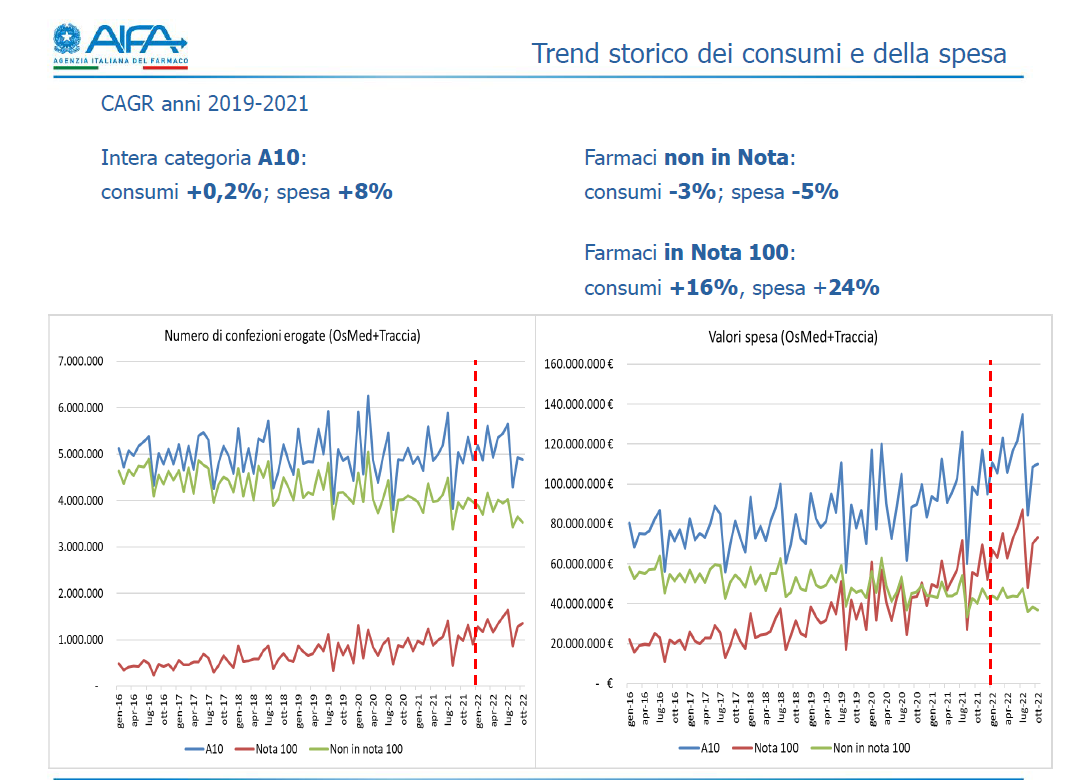 AIFA
AGENZIA ITALIANA DEL FARMACO
Trend storico dei consumi e della spesa
CAGR anni 2019-2021
Intera categoria A10:
consumi +0,2%; spesa +8%
Farmaci non in Nota:
consumi -3%; spesa -5%
Farmaci in Nota 100:
consumi +16%, spesa +24%
Numero di confezioni erogate (OsMed+Traccia)
7.000.000
6.000.000
5.000.000
4.000.000
3.000.000
2.000.000
1.000.000
-
gen-16
apr-16
lug-16
ott-16
gen-17
apr-17
lug-17
ott-17
gen-18
apr-18
lug-18
ott-18
gen-19
apr-19
lug-19
ott-19
gen-20
apr-20
lug-20
ott-20
gen-21
apr-21
lug-21
ott-21
gen-22
apr-22
lug-22
ott-22
A10 Nota 100 Non in nota 100
Valori spesa (OsMed+Traccia)
160.000.000 €
140.000.000 €
120.000.000 €
100.000.000 €
80.000.000 €
60.000.000 €
40.000.000 €
20.000.000 €
- €
gen-16
apr-16
lug-16
ott-16
gen-17
apr-17
lug-17
ott-17
gen-18
apr-18
lug-18
ott-18
gen-19
apr-19
lug-19
ott-19
gen-20
apr-20
lug-20
ott-20
gen-21
apr-21
lug-21
ott-21
gen-22
apr-22
lug-22
ott-22
A10 Nota 100 Non in nota 100